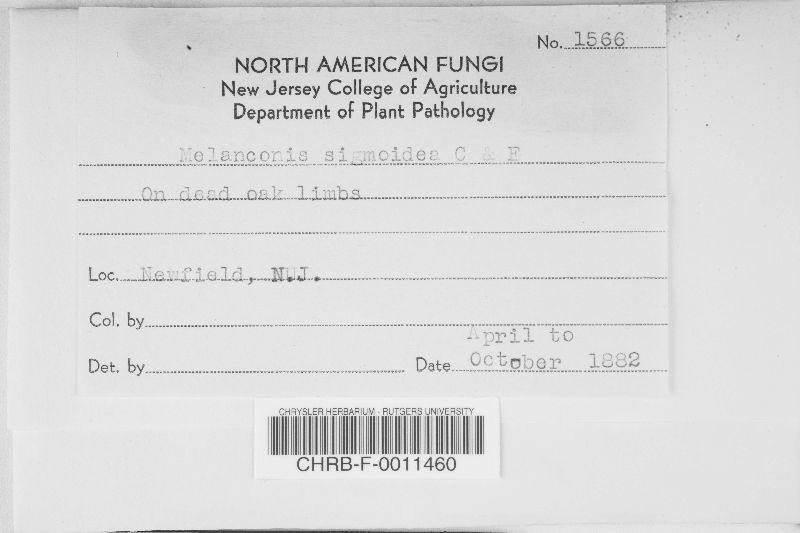 No. 1566
NORTH AMERICAN FUNGI
New Jersey College of Agriculture
Department of Plant Pathology
Melanconis sigmoidea C & E
On dead oak limbs
Loc. Newfield, NUJ.
Col. by
April to
Det. by Date October 1882
CHRYSLER HERBARIUM - RUTGERS UNIVERSITY
CHRB-F-0011460